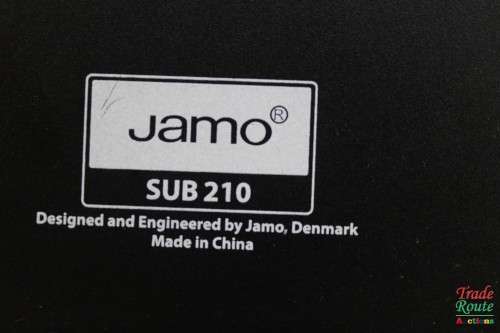 Jamo®
SUB 210
Designed and Engineered by Jamo, Denmark
Made in China
Trade
Route
Auctions